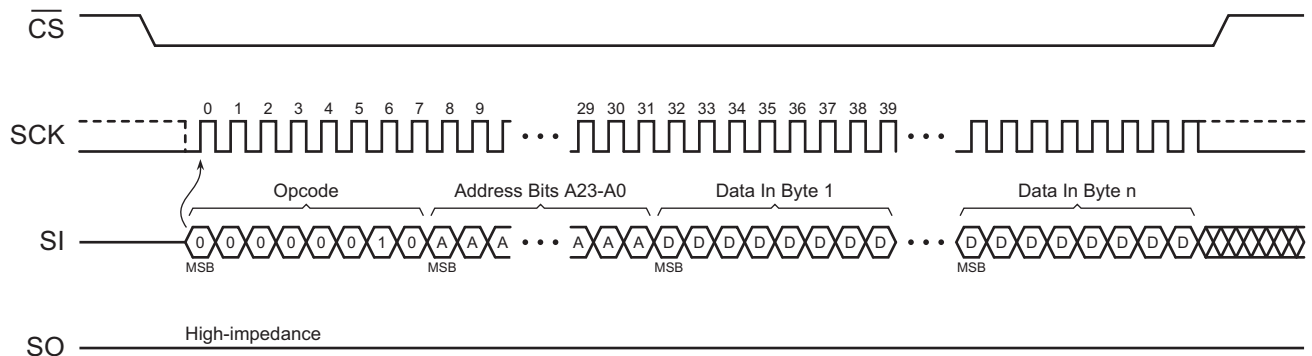 CS
0 1 2 3 4 5 6 7 8 9 29 30 31 32 33 34 35 36 37 38 39
SCK
Opcode Address Bits A23-A0 Data In Byte 1 Data In Byte n
SI 0 0 0 0 0 0 1 0 A A A A A A D D D D D D D D D D D D D D D D
MSB MSB MSB MSB
High-impedance
SO